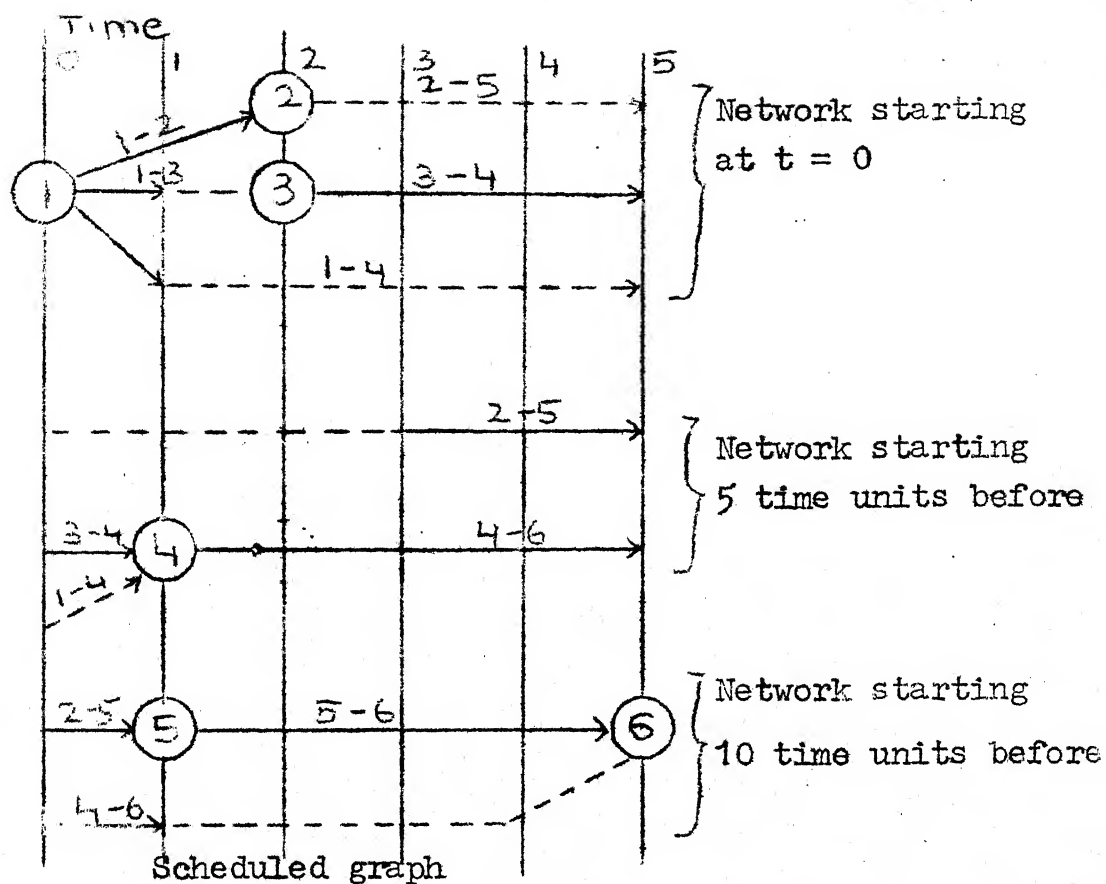 Time
0 1 2 3 4 5
2 2-5
1-2
1 1-3 3 3-4
1-4
Network starting
at t = 0
2-5
3-4 4 4-6
1-4
Network starting
5 time units before
2-5 5 5-6 6
4-6
Network starting
10 time units before
Scheduled graph